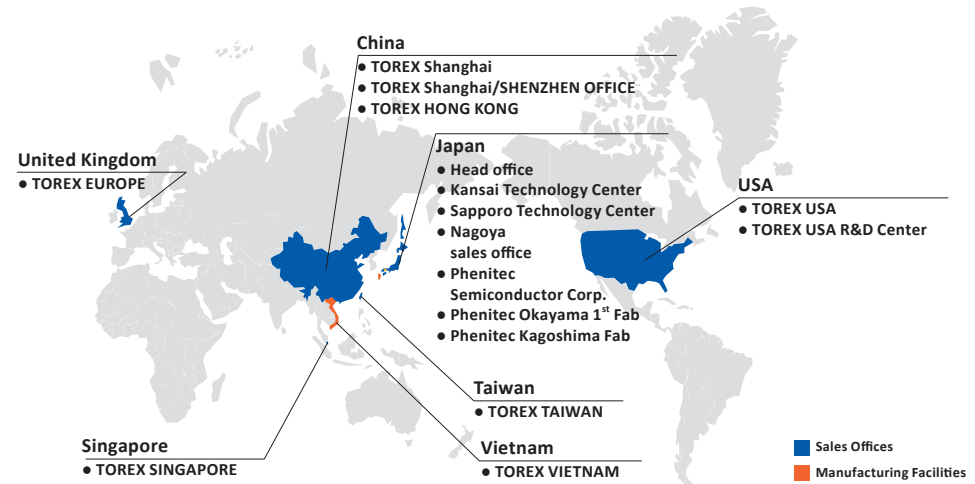 China
● TOREX Shanghai
● TOREX Shanghai/SHENZHEN OFFICE
● TOREX HONG KONG
Japan
● Head office
● Kansai Technology Center
● Sapporo Technology Center
● Nagoya
sales office
● Phenitec
Semiconductor Corp.
● Phenitec Okayama 1st Fab
● Phenitec Kagoshima Fab
United Kingdom
● TOREX EUROPE
USA
● TOREX USA
● TOREX USA R&D Center
Taiwan
● TOREX TAIWAN
Singapore
● TOREX SINGAPORE
Vietnam
● TOREX VIETNAM
Sales Offices
Manufacturing Facilities